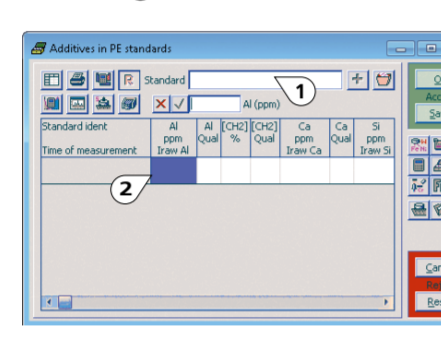 Additives in PE standards
Standard
1
Al (ppm)
Standard ident
Time of measurement
Al
ppm
Iraw Al
Al
Qual
[CH2]
%
[CH2]
Qual
Ca
ppm
Iraw Ca
Ca
Qual
Si
ppm
Iraw Si
2